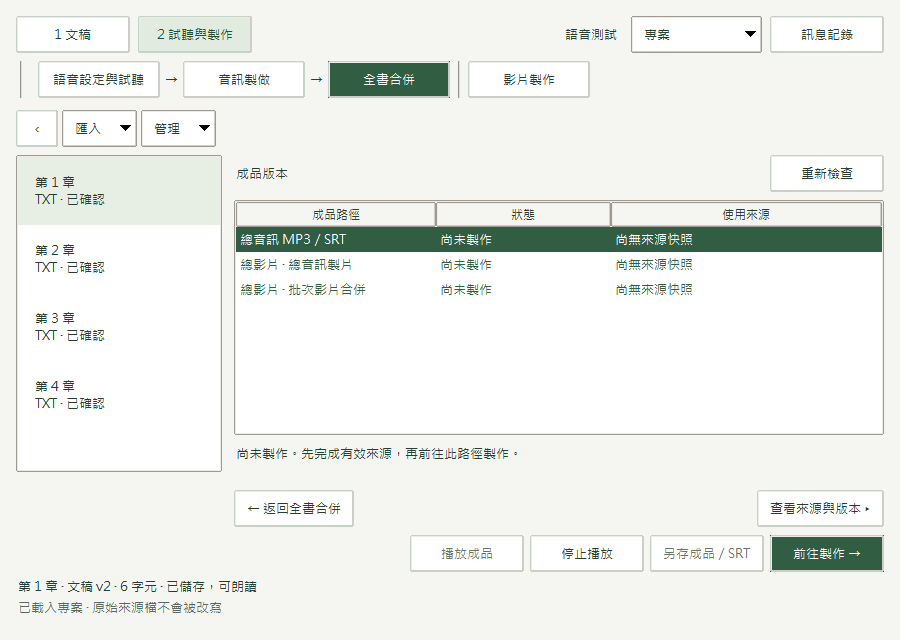 1 文稿
2 試聽與製作
語音測試
專案
訊息記錄
語音設定與試聽
→
音訊製做
→
全書合併
影片製作
‹
匯入
管理
第 1 章
TXT · 已確認
第 2 章
TXT · 已確認
第 3 章
TXT · 已確認
第 4 章
TXT · 已確認
成品版本
重新檢查
成品路徑 狀態 使用來源
總音訊 MP3 / SRT 尚未製作 尚無來源快照
總影片 · 總音訊製片 尚未製作 尚無來源快照
總影片 · 批次影片合併 尚未製作 尚無來源快照
尚未製作。先完成有效來源，再前往此路徑製作。
← 返回全書合併
查看來源與版本 ▸
播放成品
停止播放
另存成品 / SRT
前往製作 →
第 1 章 · 文稿 v2 · 6 字元 · 已儲存，可朗讀
已載入專案 · 原始來源檔不會被改寫